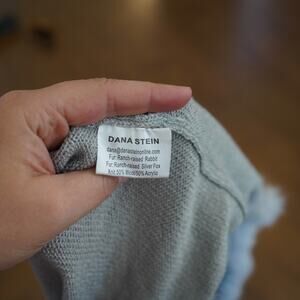 DANA STEIN
dana@danasteinonline.com
Fur: Ranch-raised Rabbit
Fur: Ranch-raised Silver Fox
Knit:50% Wool/50% Acrylic